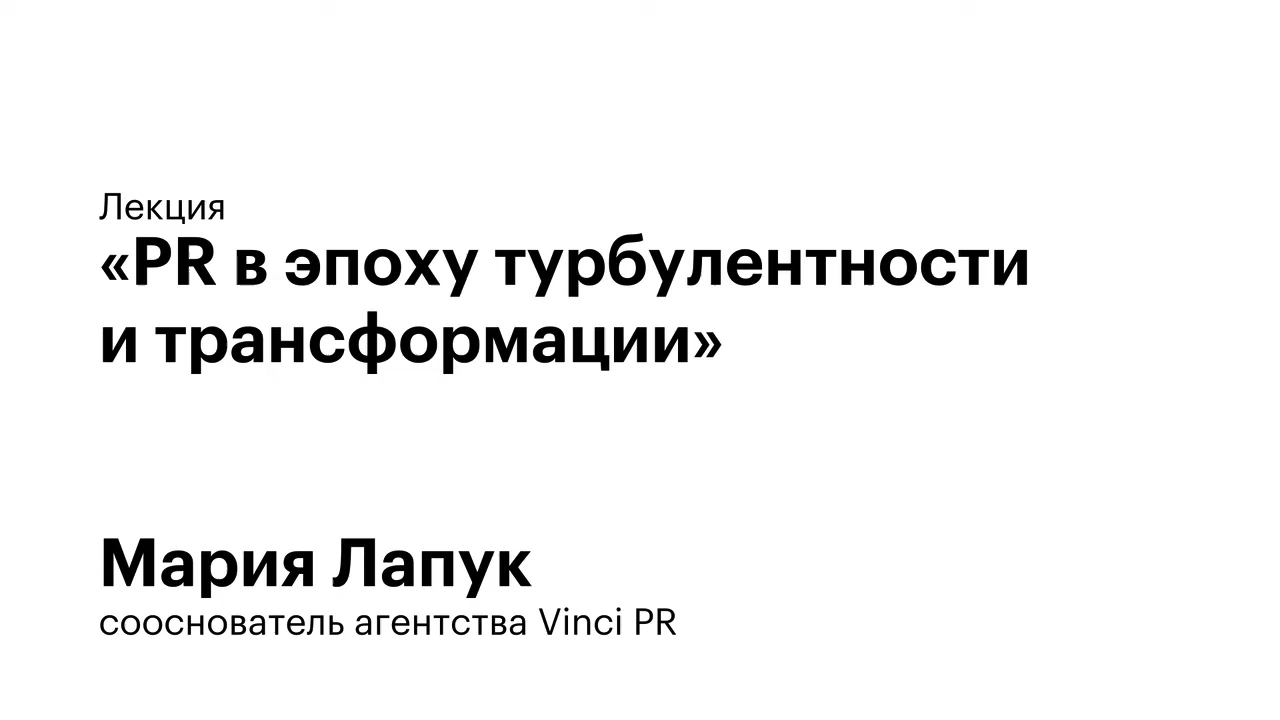 Лекция
«PR в эпоху турбулентности
и трансформации»
Мария Лапук
сооснователь агентства Vinci PR